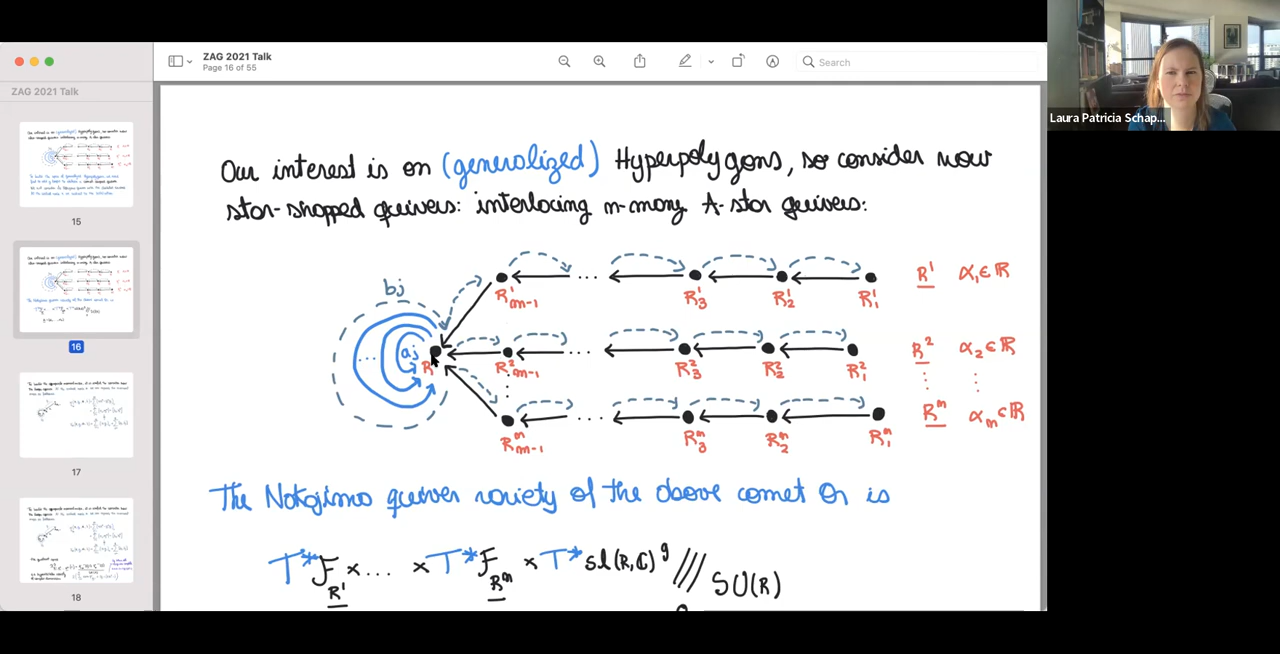 ZAG 2021 Talk
Page 16 of 55
Search
Laura Patricia Schap...
ZAG 2021 Talk
15
16
17
18
Our interest is on (generalized) Hyperpolygons, so consider now
star-shaped quivers: interlacing n-many A-star quivers:
bj
aj
R
R¹m-1 ... R¹3 R¹2 R¹1 R¹ α1 ∈ ℝ
R²m-1 ... R²3 R²2 R²1 R² α2 ∈ ℝ
Rⁿm-1 ... Rⁿ3 Rⁿ2 Rⁿ1 Rⁿ αn ∈ ℝ
The Nakajima quiver variety of the above comet Qn is
T*F_R¹ × ... × T*F_Rⁿ × T*sl(R,ℂ)^g /// SU(R)